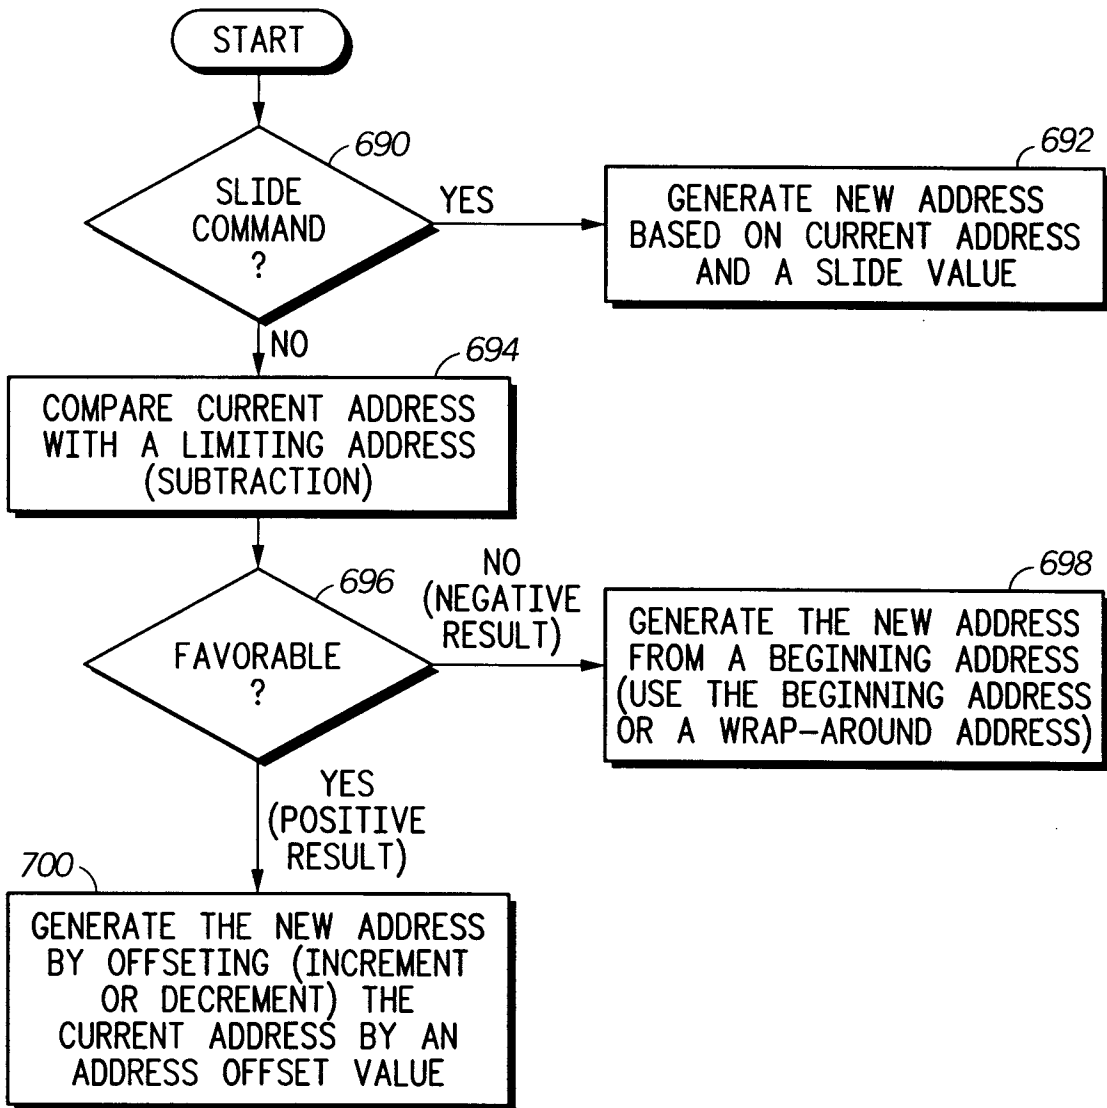 START
690
SLIDE
COMMAND
?
YES
692
GENERATE NEW ADDRESS
BASED ON CURRENT ADDRESS
AND A SLIDE VALUE
NO
694
COMPARE CURRENT ADDRESS
WITH A LIMITING ADDRESS
(SUBTRACTION)
696
FAVORABLE
?
NO
(NEGATIVE
RESULT)
698
GENERATE THE NEW ADDRESS
FROM A BEGINNING ADDRESS
(USE THE BEGINNING ADDRESS
OR A WRAP-AROUND ADDRESS)
YES
(POSITIVE
RESULT)
700
GENERATE THE NEW ADDRESS
BY OFFSETING (INCREMENT
OR DECREMENT) THE
CURRENT ADDRESS BY AN
ADDRESS OFFSET VALUE